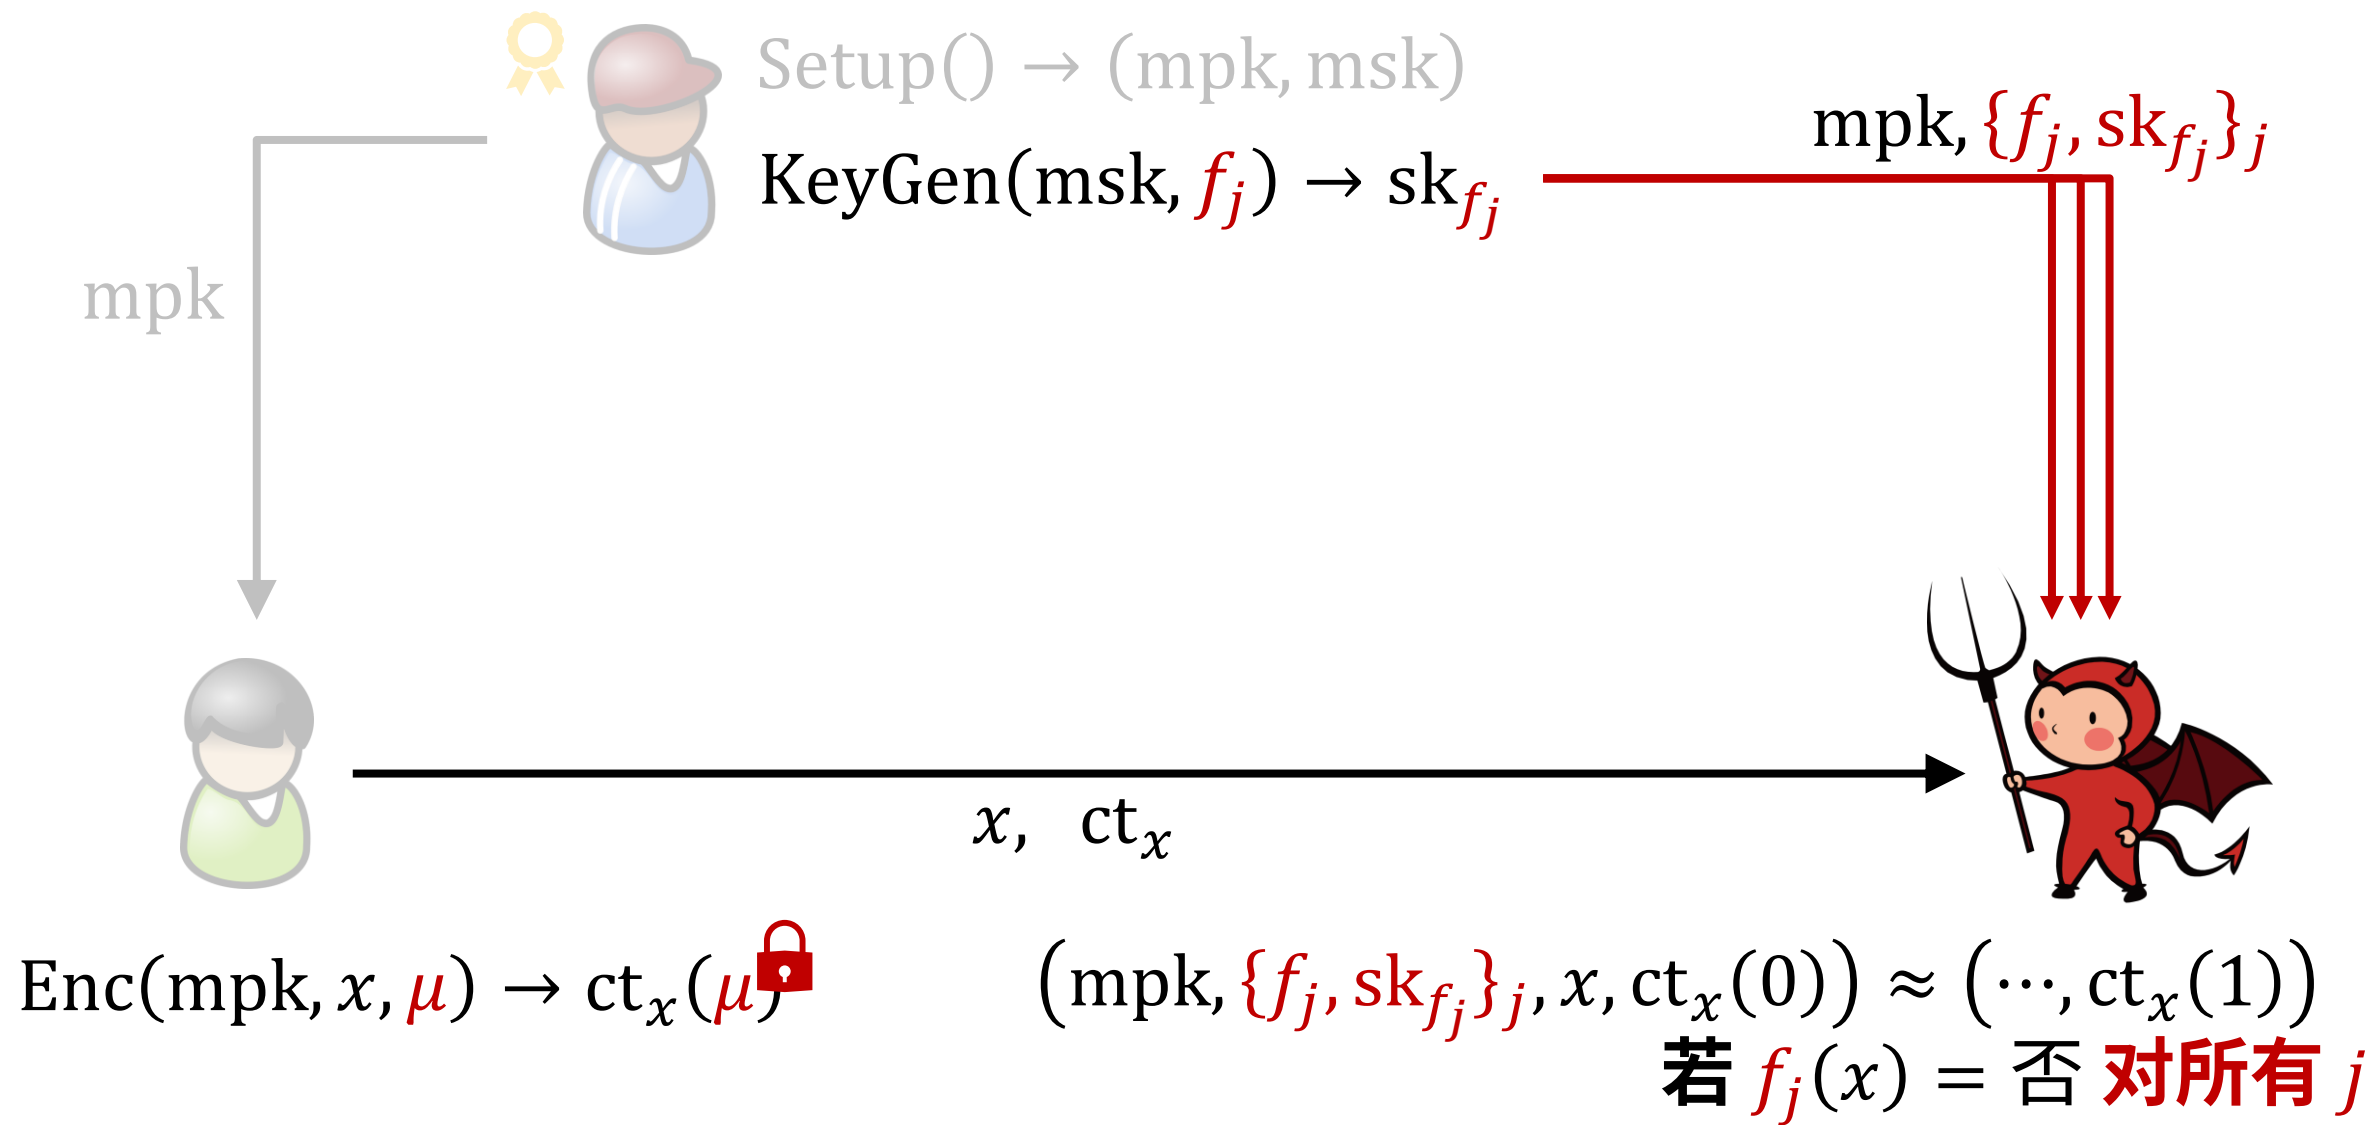 Setup() → (mpk, msk)
KeyGen(msk, f_j) → sk_{f_j}
mpk, {f_j, sk_{f_j}}_j
mpk
x, ct_x
Enc(mpk, x, μ) → ct_x(μ)
(mpk, {f_j, sk_{f_j}}_j, x, ct_x(0)) ≈ (⋯, ct_x(1))
若 f_j(x) = 否 对所有 j